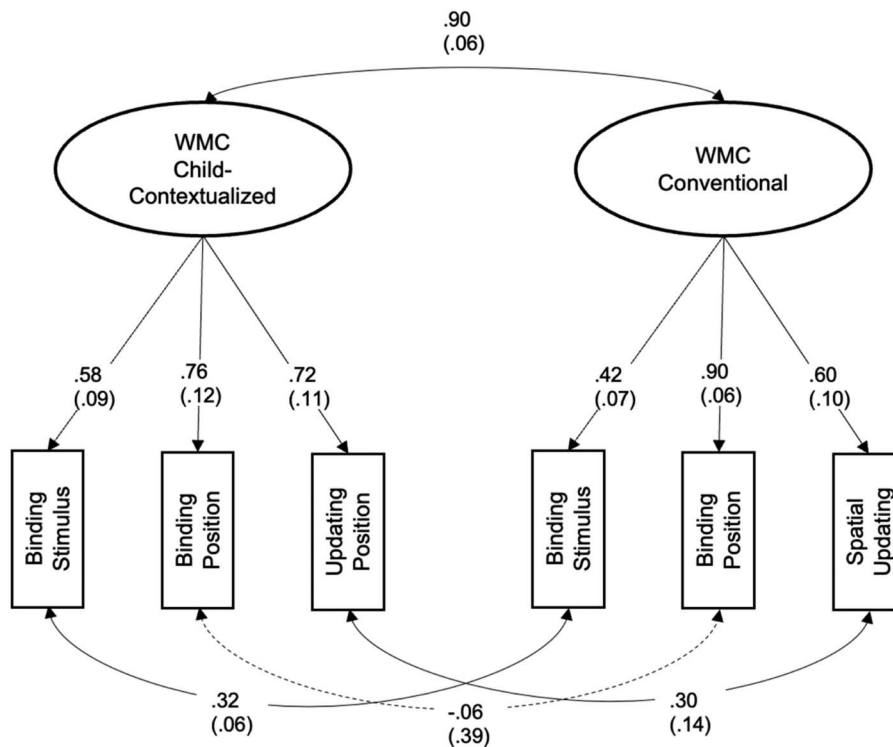 .90
(.06)
WMC
Child-
Contextualized
WMC
Conventional
.58
(.09)
.76
(.12)
.72
(.11)
.42
(.07)
.90
(.06)
.60
(.10)
Binding
Stimulus
Binding
Position
Updating
Position
Binding
Stimulus
Binding
Position
Spatial
Updating
.32
(.06)
-.06
(.39)
.30
(.14)